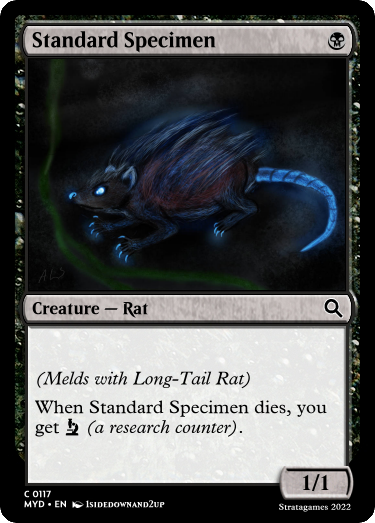 Standard Specimen
Creature — Rat
(Melds with Long-Tail Rat)
When Standard Specimen dies, you
get (a research counter).
1/1
C 0117
MYD • EN 1SIDEDOWNAND2UP
Stratagames 2022